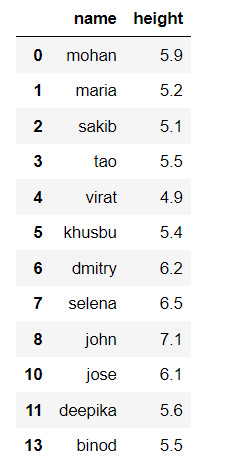 name height
0 mohan 5.9
1 maria 5.2
2 sakib 5.1
3 tao 5.5
4 virat 4.9
5 khusbu 5.4
6 dmitry 6.2
7 selena 6.5
8 john 7.1
10 jose 6.1
11 deepika 5.6
13 binod 5.5